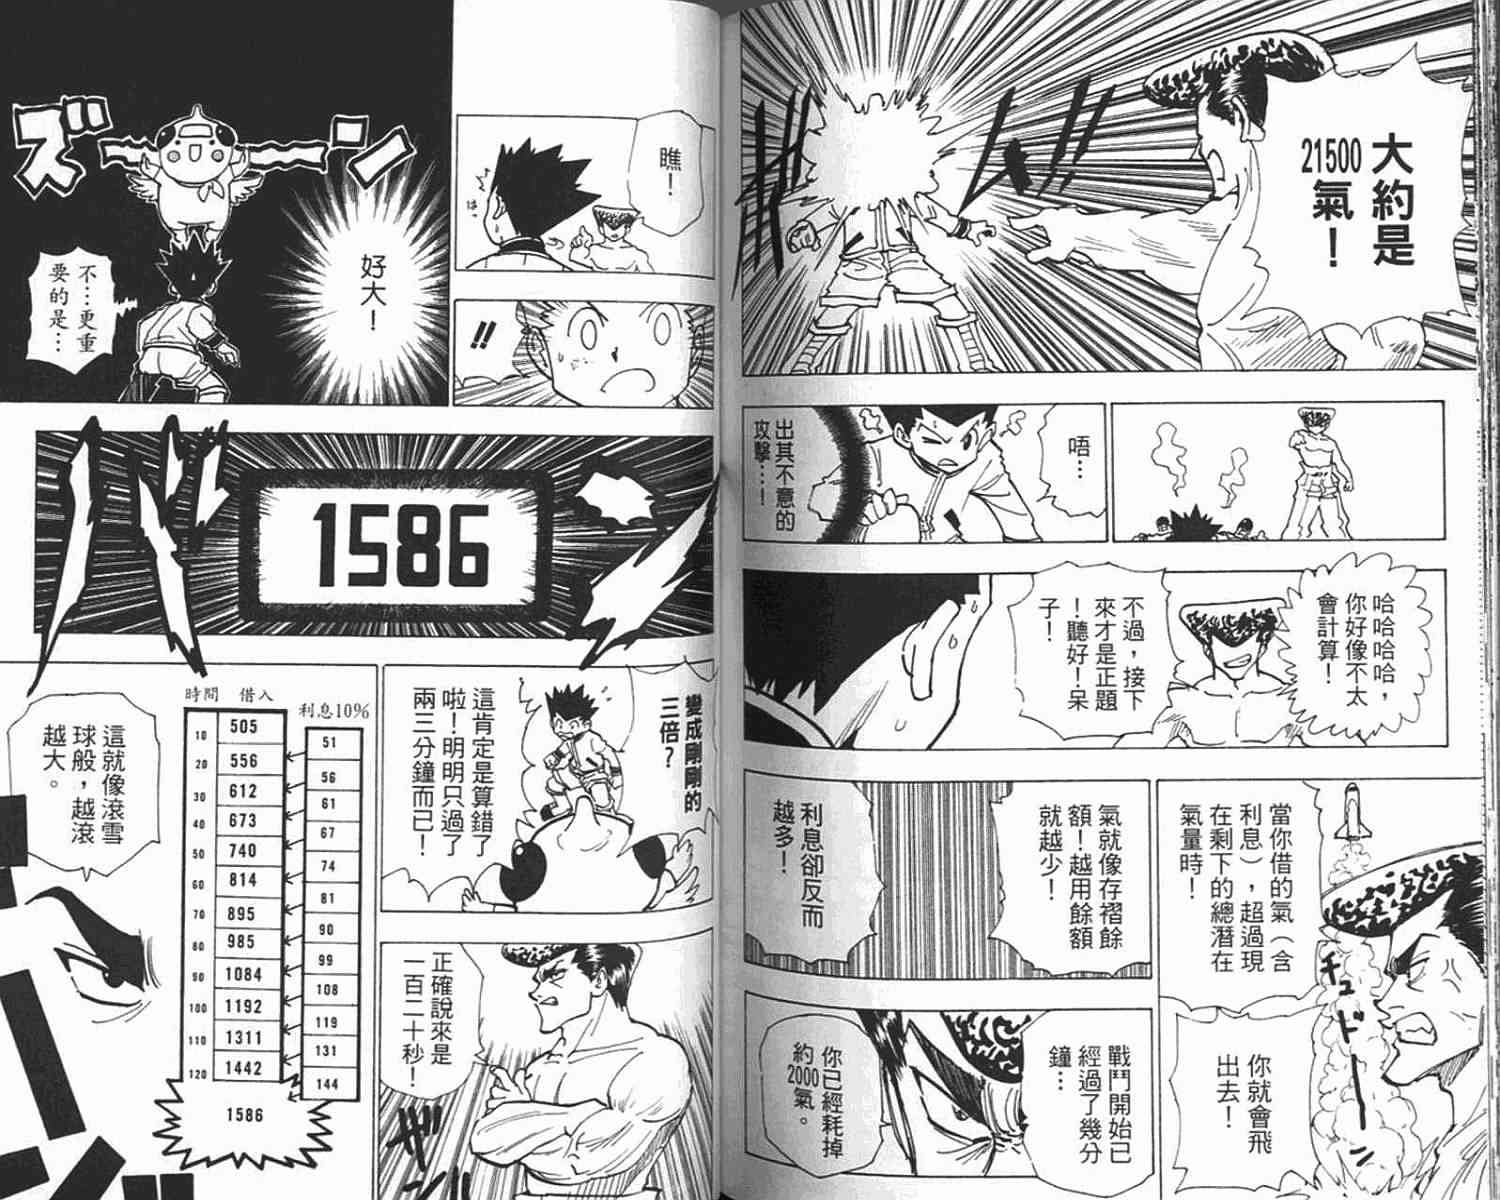 大約是
21500
氣！
ム
唔…
出其不意的
攻擊…！
哈哈哈哈，
你好像不太
會計算！
不過，接下
來才是正題
！聽好！呆
子！
當你借的氣（含
利息），超過現
在剩下的總潛在
氣量時！
チュ
ドーン
你就會飛
出去！
氣就像存褶餘
額！越用餘額
就越少！
利息卻反而
越多！
戰鬥開始已
經過了幾分
鐘…
你已經耗掉
約2000氣。
瞧！
!!
ズーン
好大！
不…更重
要的是…
バン
1586
變成剛剛的
三倍？
這肯定是算錯了
啦！明明只過了
兩三分鐘而已！
正確說來是
一百二十秒！
時間 借入 利息10%
10 505 51
20 556 56
30 612 61
40 673 67
50 740 74
60 814 81
70 895 90
80 985 99
90 1084 108
100 1192 119
110 1311 131
120 1442 144
1586
這就像滾雪
球般，越滾
越大。